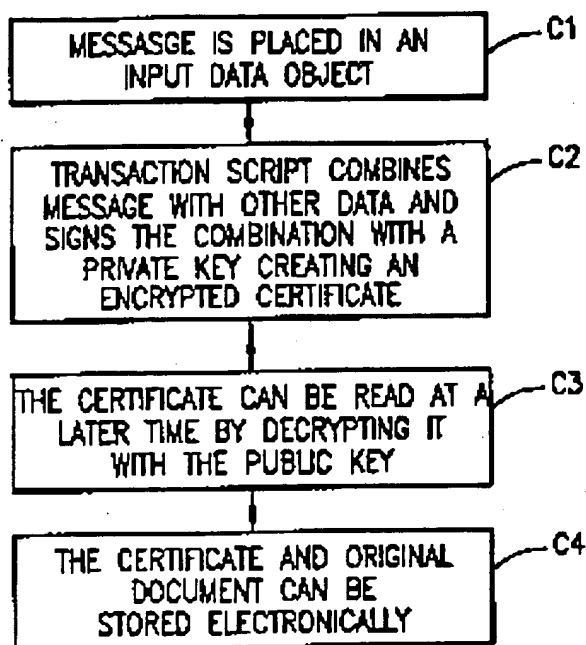 MESSASGE IS PLACED IN AN
INPUT DATA OBJECT
C1
TRANSACTION SCRIPT COMBINES
MESSAGE WITH OTHER DATA AND
SIGNS THE COMBINATION WITH A
PRIVATE KEY CREATING AN
ENCRYPTED CERTIFICATE
C2
THE CERTIFICATE CAN BE READ AT A
LATER TIME BY DECRYPTING IT
WITH THE PUBLIC KEY
C3
THE CERTIFICATE AND ORIGINAL
DOCUMENT CAN BE
STORED ELECTRONICALLY
C4